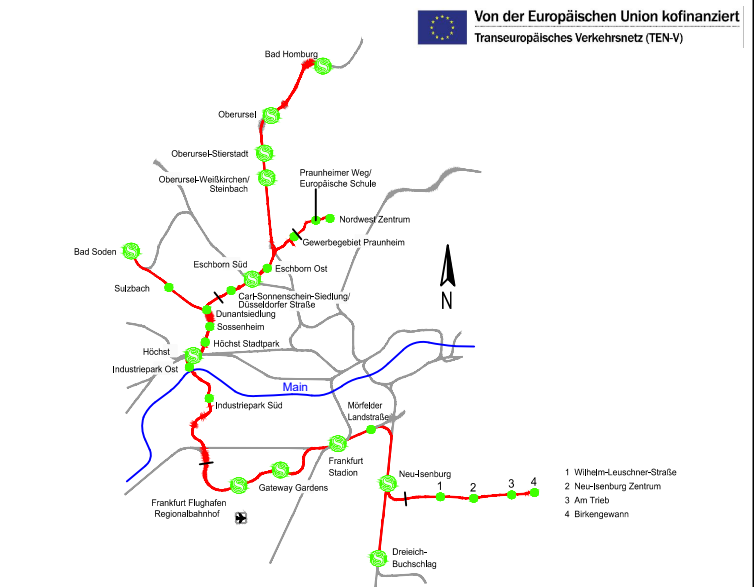 Von der Europäischen Union kofinanziert
Transeuropäisches Verkehrsnetz (TEN-V)
Bad Homburg
Oberursel
Oberursel-Stierstadt
Oberursel-Weißkirchen/
Steinbach
Praunheimer Weg/
Europäische Schule
Nordwest Zentrum
Gewerbegebiet Praunheim
Bad Soden
Eschborn Süd
Eschborn Ost
Sulzbach
Carl-Sonnenschein-Siedlung/
Düsseldorfer Straße
Dunantsiedlung
N
Sossenheim
Höchst Stadtpark
Höchst
Industriepark Ost
Main
Industriepark Süd
Mörfelder
Landstraße
Frankfurt
Stadion
Neu-Isenburg
Gateway Gardens
Frankfurt Flughafen
Regionalbahnhof
1 2 3 4
1 Wilhelm-Leuschner-Straße
2 Neu-Isenburg Zentrum
3 Am Trieb
4 Birkengewann
Dreieich-
Buchschlag